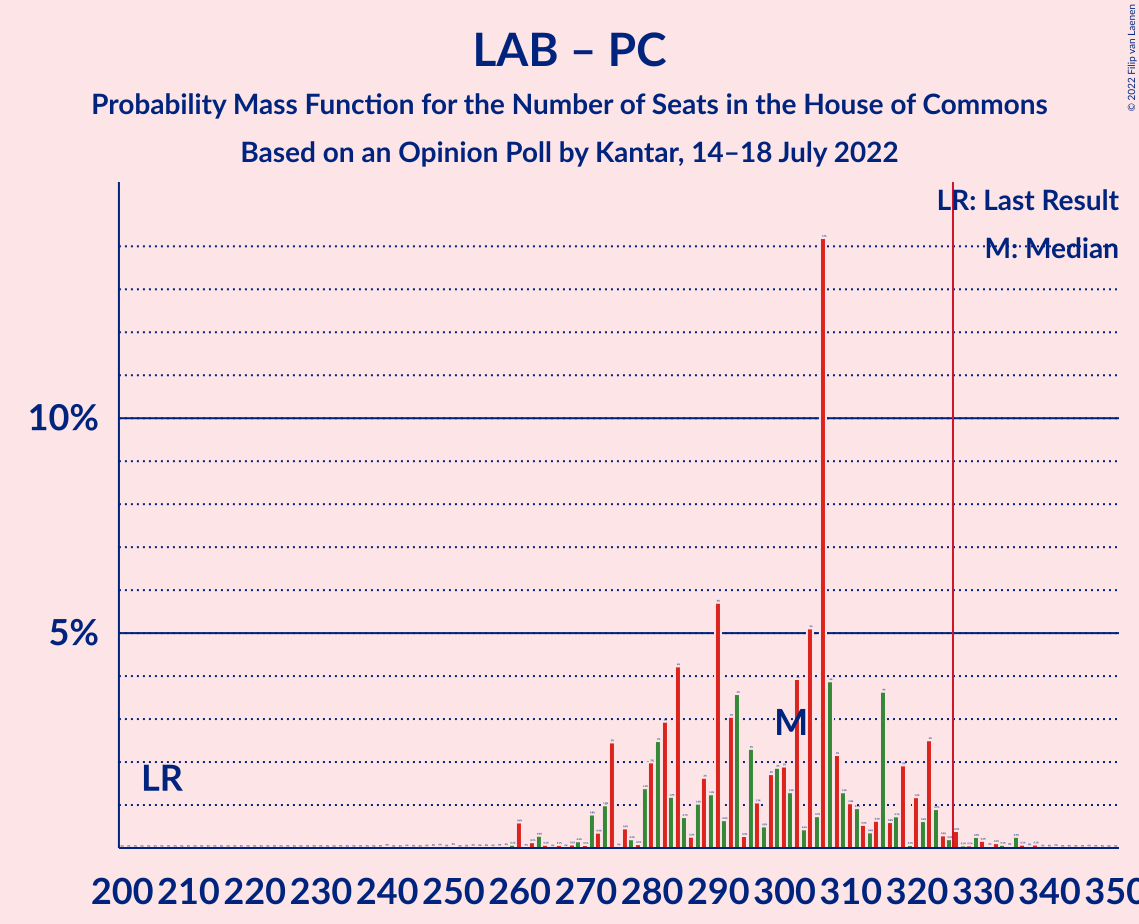 LAB – PC
Probability Mass Function for the Number of Seats in the House of Commons
Based on an Opinion Poll by Kantar, 14–18 July 2022
© 2022 Filip van Laenen
LR: Last Result
M: Median
10%
5%
M
LR
200 210 220 230 240 250 260 270 280 290 300 310 320 330 340 350